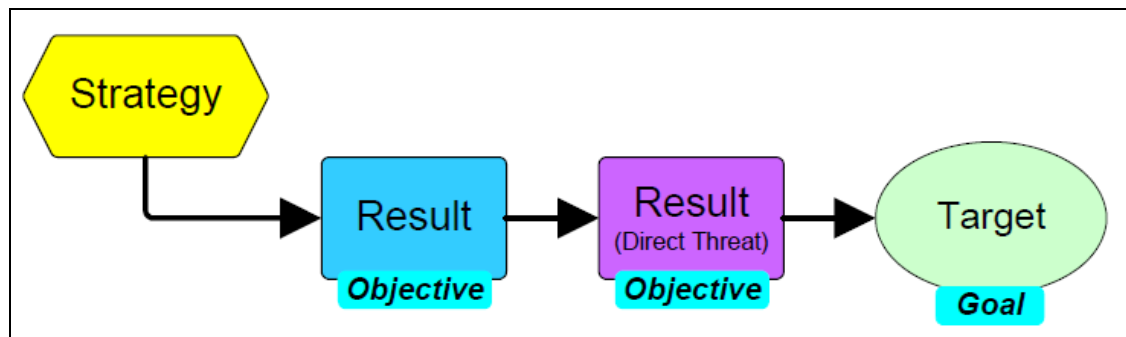 Strategy
Result
Objective
Result
(Direct Threat)
Objective
Target
Goal